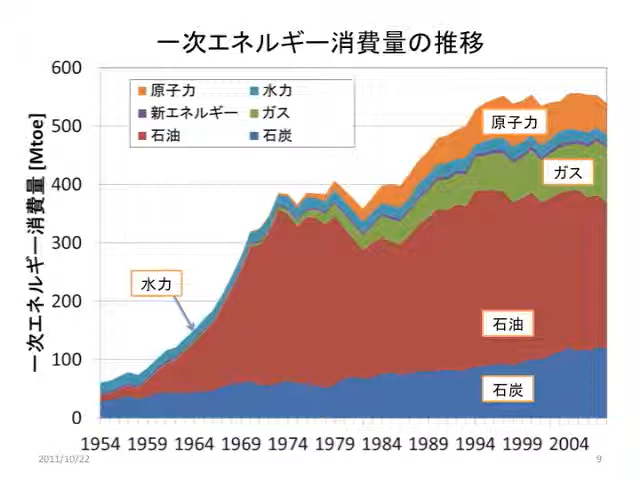 一次エネルギー消費量の推移
一次エネルギー消費量 [Mtoe]
600
500
400
300
200
100
0
原子力 水力
新エネルギー ガス
石油 石炭
原子力
ガス
水力
石油
石炭
1954 1959 1964 1969 1974 1979 1984 1989 1994 1999 2004
2011/10/22
9